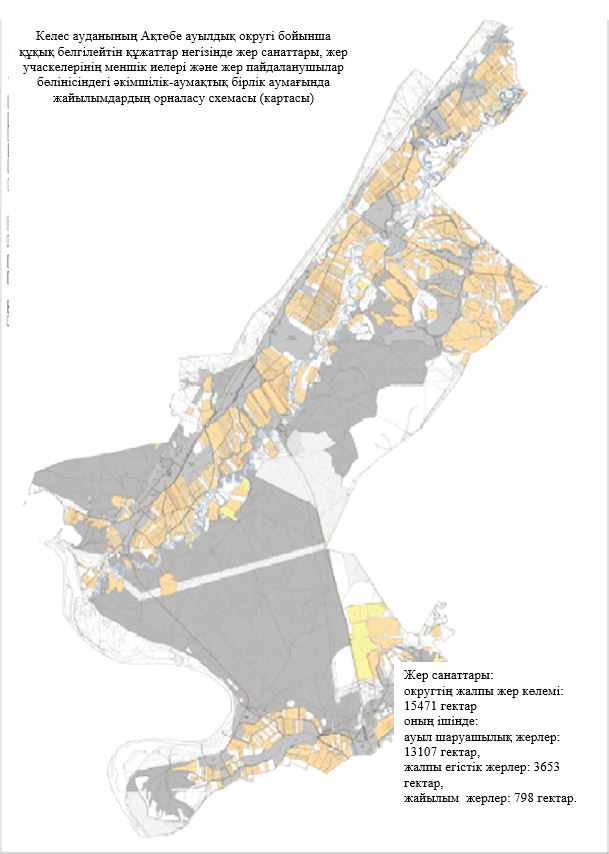 Келес ауданының Ақтөбе ауылдық округі бойынша
құқық белгілейтін құжаттар негізінде жер санаттары, жер
учаскелерінің меншік иелері және жер пайдаланушылар
бөлінісіндегі әкімшілік-аумақтық бірлік аумағында
жайылымдардың орналасу схемасы (картасы)
Жер санаттары:
округтің жалпы жер көлемі:
15471 гектар
оның ішінде:
ауыл шаруашылық жерлер:
13107 гектар,
жалпы егістік жерлер: 3653
гектар,
жайылым жерлер: 798 гектар.